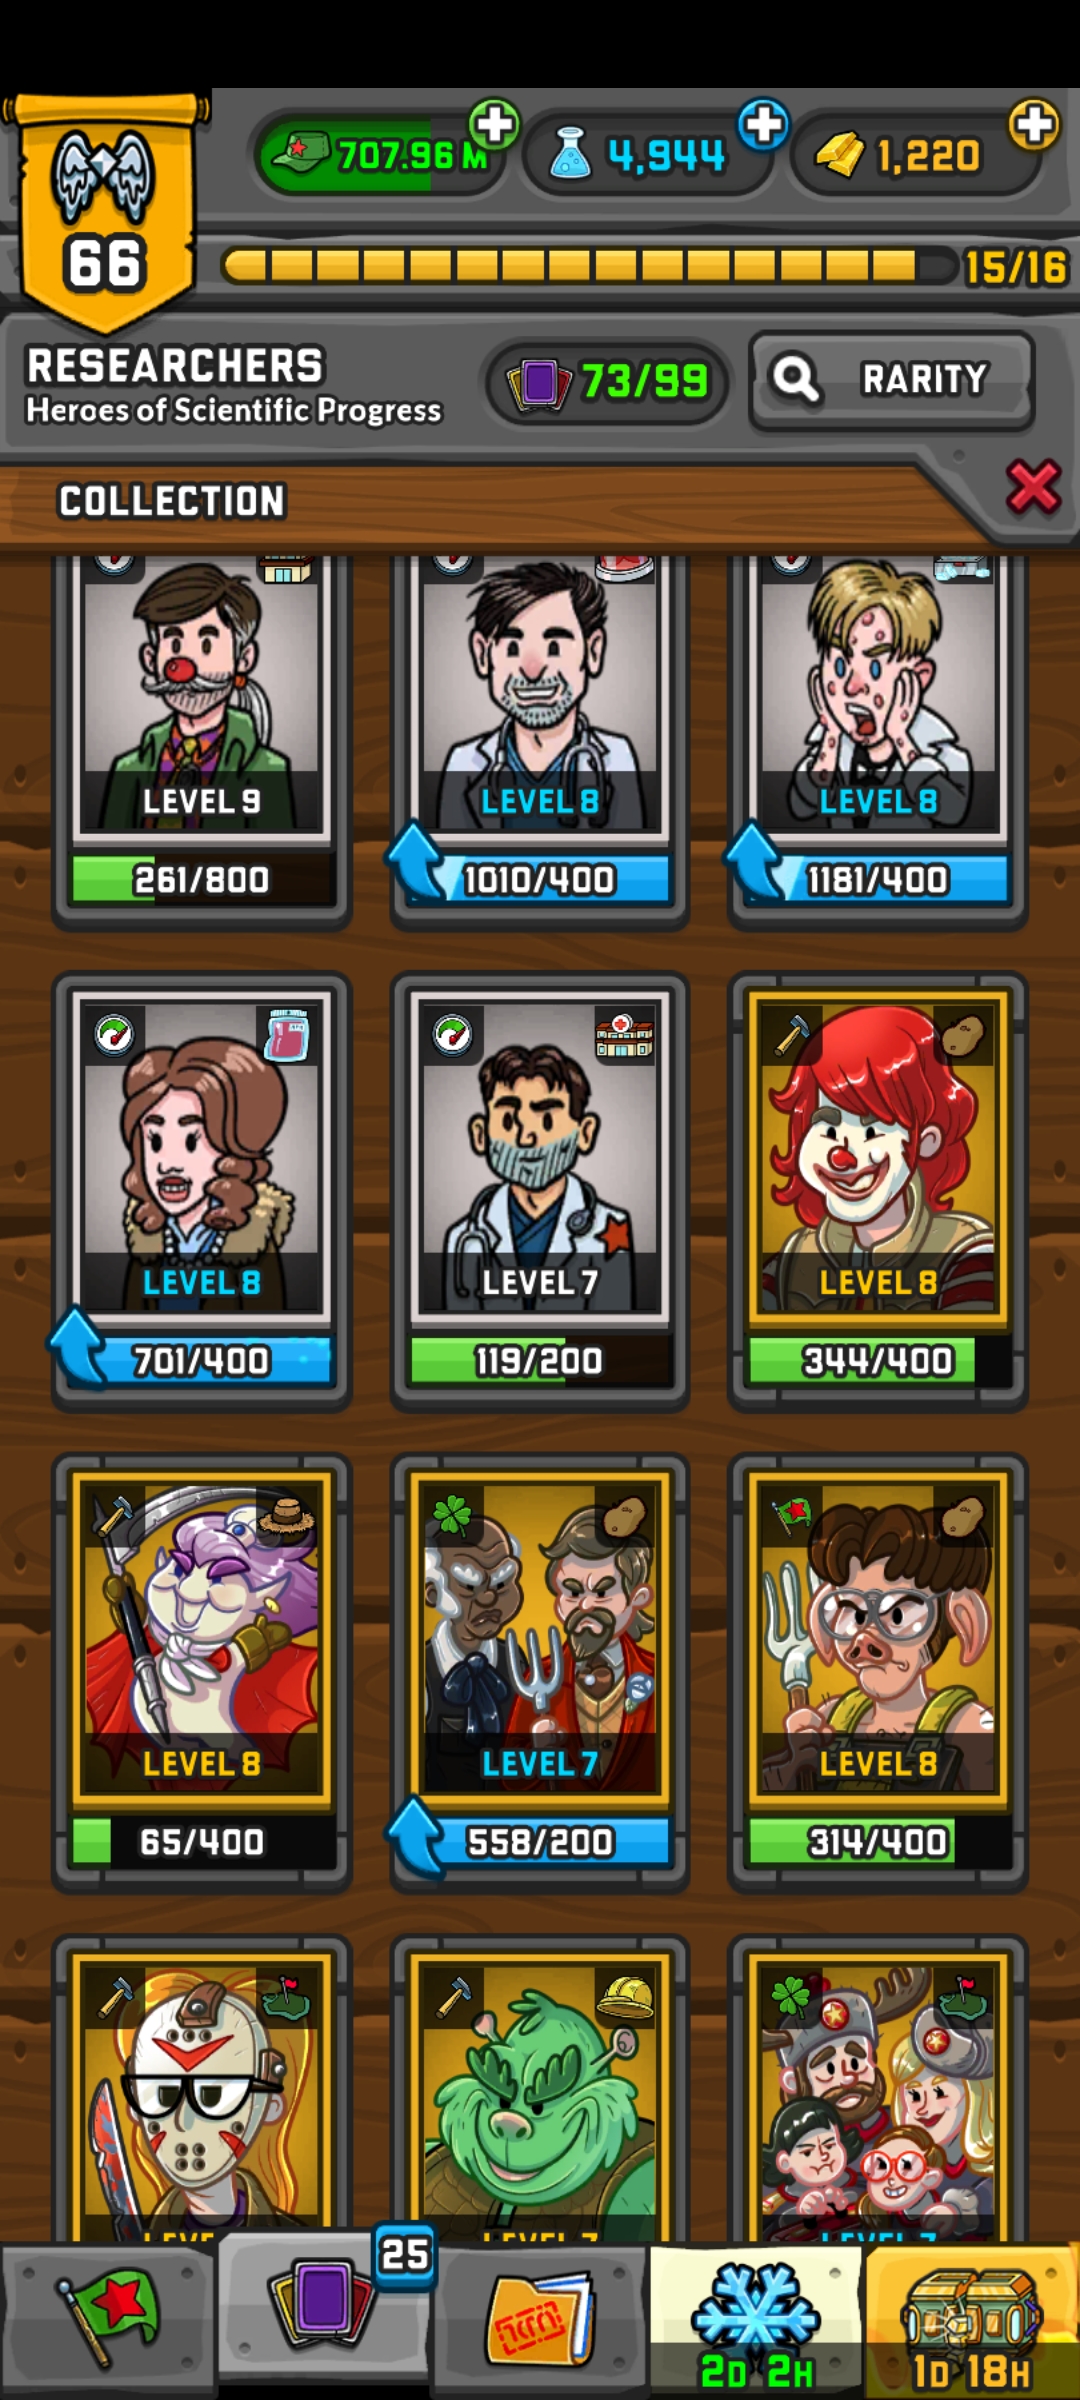 707.96 M
4,944
1,220
66
15/16
RESEARCHERS
Heroes of Scientific Progress
73/99
RARITY
COLLECTION
LEVEL 9
LEVEL 8
LEVEL 8
261/800
1010/400
1181/400
LEVEL 8
LEVEL 7
LEVEL 8
701/400
119/200
344/400
LEVEL 8
LEVEL 7
LEVEL 8
65/400
558/200
314/400
25
2D 2H
1D 18H